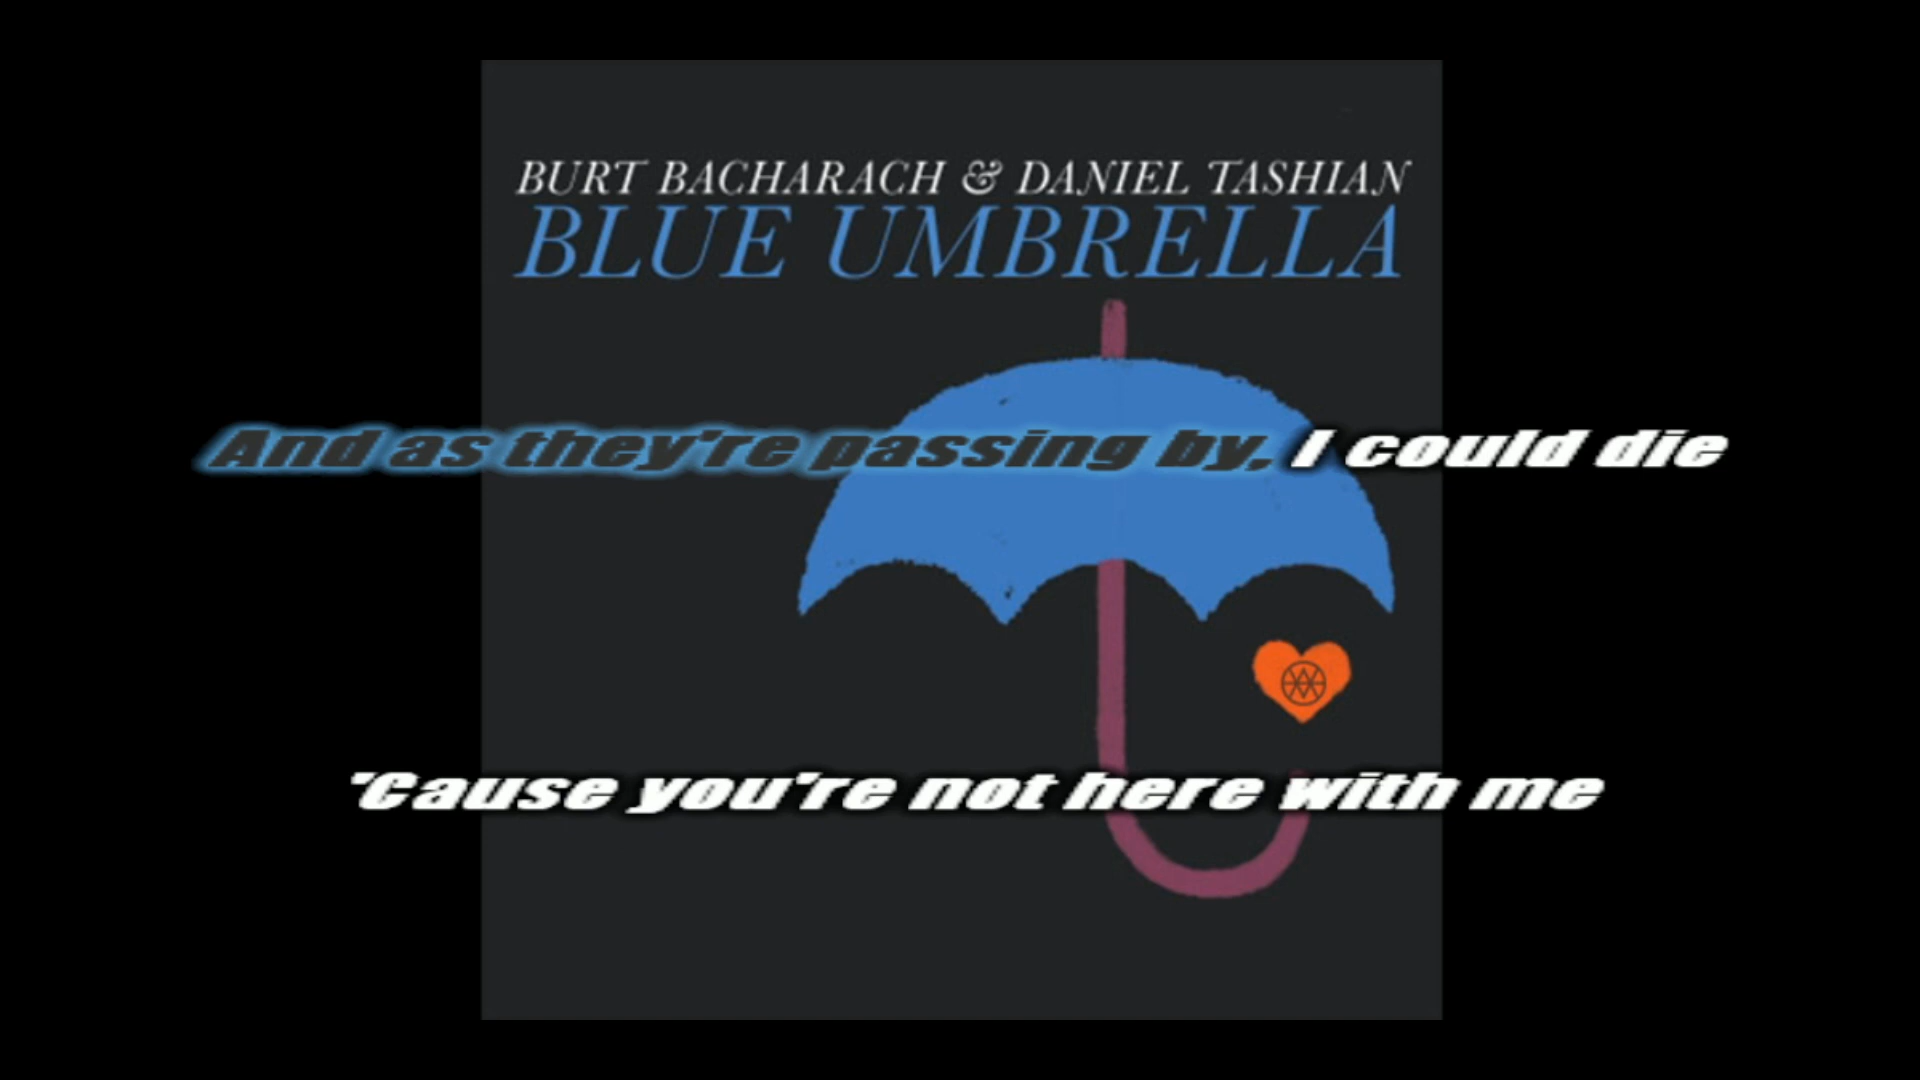 BURT BACHARACH & DANIEL TASHIAN
BLUE UMBRELLA
And as they're passing by, I could die
'Cause you're not here with me